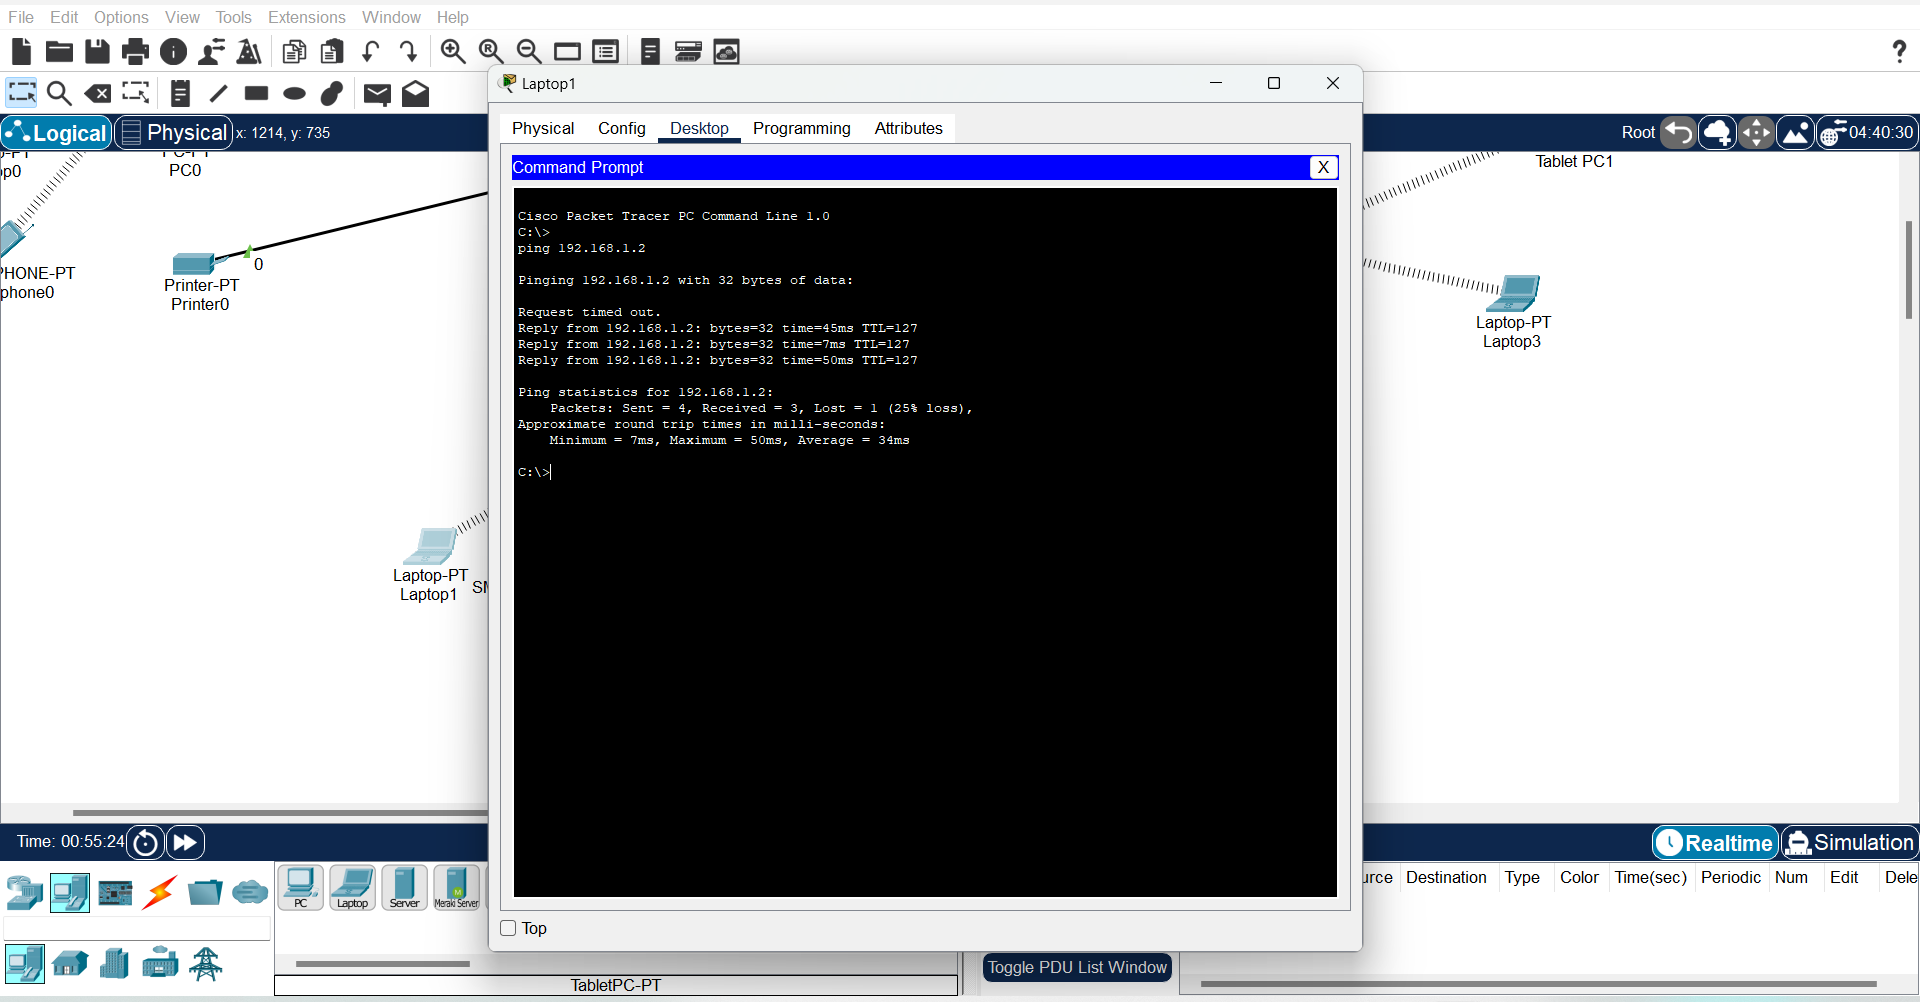 File Edit Options View Tools Extensions Window Help
Laptop1
Logical Physical x: 1214, y: 735
Root 04:40:30
Physical Config Desktop Programming Attributes
Command Prompt X
Cisco Packet Tracer PC Command Line 1.0
C:\>
ping 192.168.1.2
Pinging 192.168.1.2 with 32 bytes of data:
Request timed out.
Reply from 192.168.1.2: bytes=32 time=45ms TTL=127
Reply from 192.168.1.2: bytes=32 time=7ms TTL=127
Reply from 192.168.1.2: bytes=32 time=50ms TTL=127
Ping statistics for 192.168.1.2:
Packets: Sent = 4, Received = 3, Lost = 1 (25% loss),
Approximate round trip times in milli-seconds:
Minimum = 7ms, Maximum = 50ms, Average = 34ms
C:\>
Top
p0
PC0
HONE-PT
phone0
0
Printer-PT
Printer0
Laptop-PT
Laptop1
SM
Tablet PC1
Laptop-PT
Laptop3
Time: 00:55:24
Realtime Simulation
PC Laptop Server Meraki Server
TabletPC-PT
Toggle PDU List Window
urce Destination Type Color Time(sec) Periodic Num Edit Dele